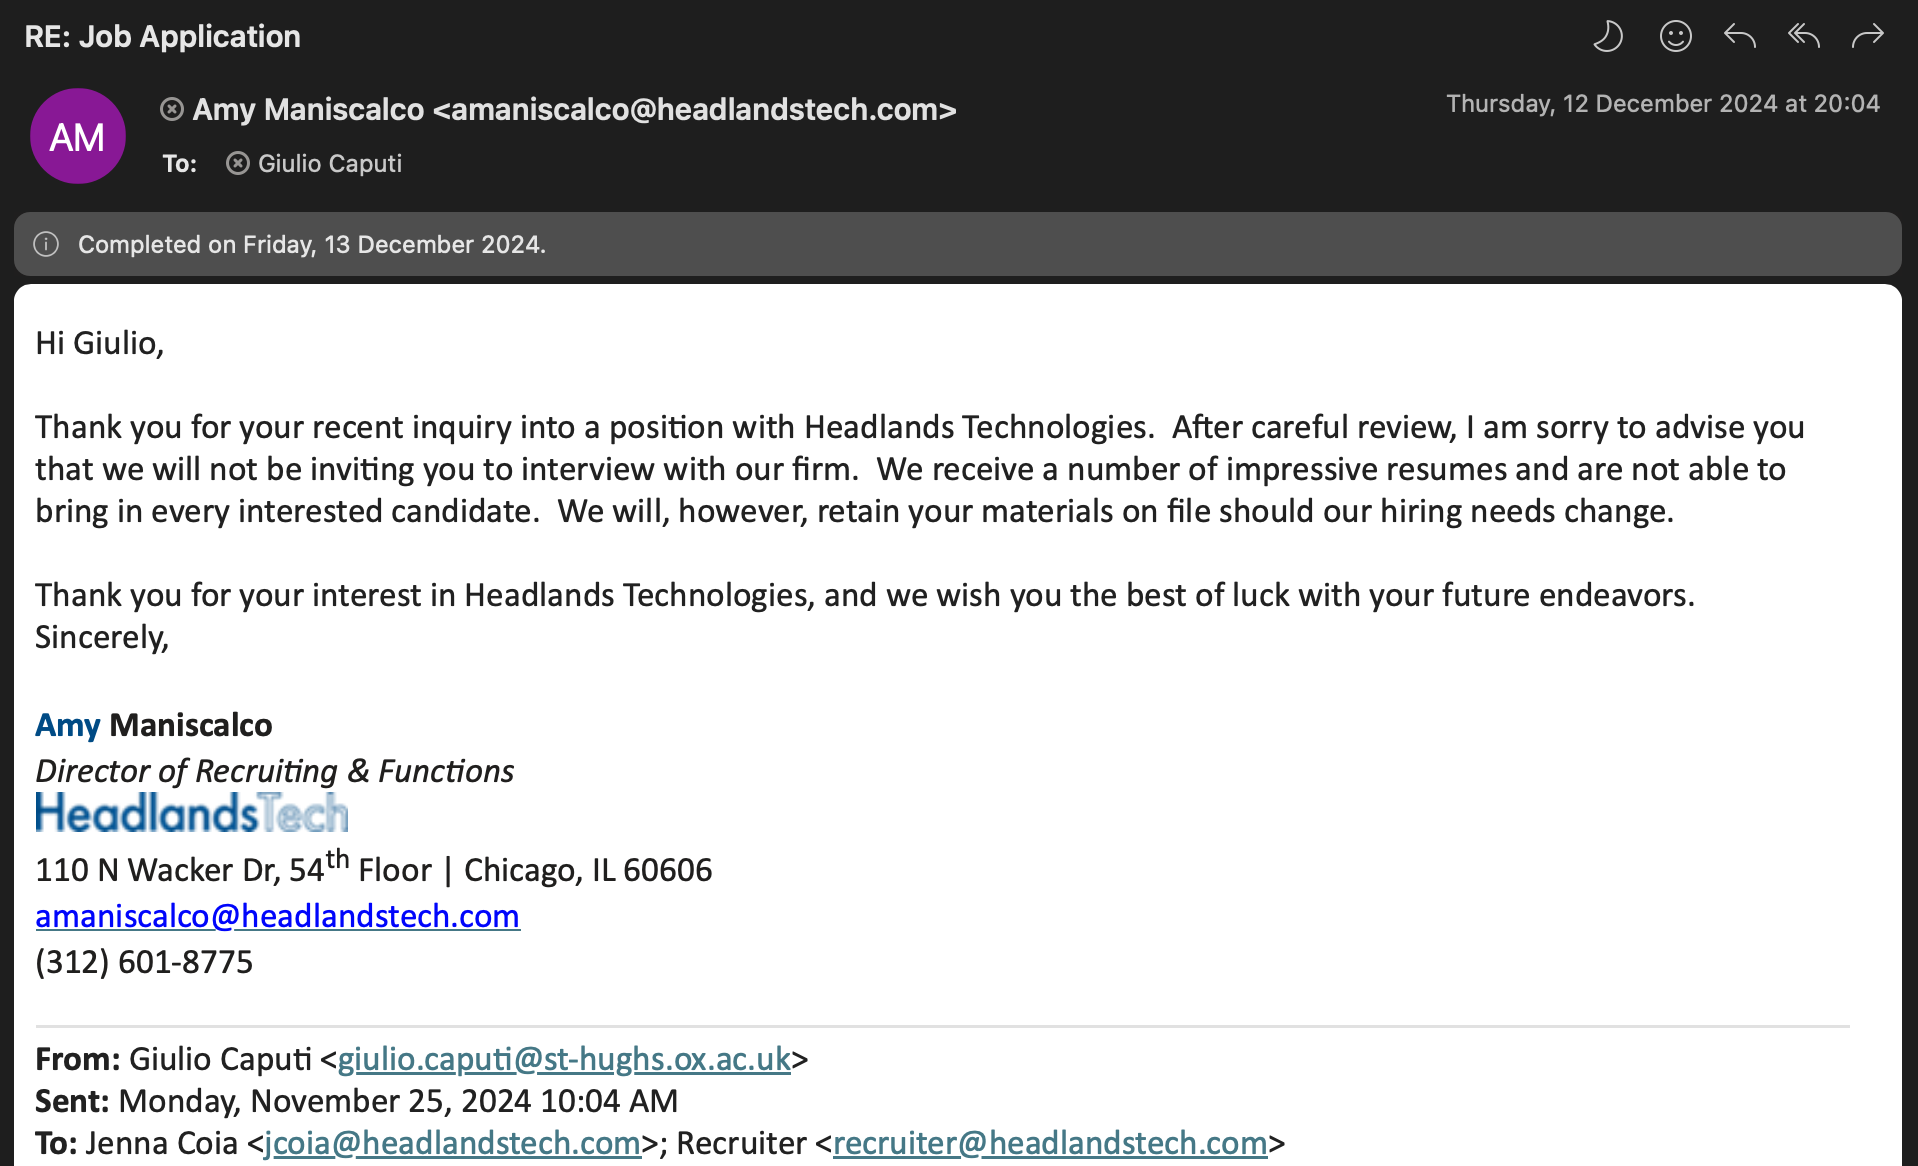 RE: Job Application
AM
Amy Maniscalco <amaniscalco@headlandstech.com>
Thursday, 12 December 2024 at 20:04
To: Giulio Caputi
Completed on Friday, 13 December 2024.
Hi Giulio,
Thank you for your recent inquiry into a position with Headlands Technologies.  After careful review, I am sorry to advise you
that we will not be inviting you to interview with our firm.  We receive a number of impressive resumes and are not able to
bring in every interested candidate.  We will, however, retain your materials on file should our hiring needs change.
Thank you for your interest in Headlands Technologies, and we wish you the best of luck with your future endeavors.
Sincerely,
Amy Maniscalco
Director of Recruiting & Functions
HeadlandsTech
110 N Wacker Dr, 54th Floor | Chicago, IL 60606
amaniscalco@headlandstech.com
(312) 601-8775
From: Giulio Caputi <giulio.caputi@st-hughs.ox.ac.uk>
Sent: Monday, November 25, 2024 10:04 AM
To: Jenna Coia <jcoia@headlandstech.com>; Recruiter <recruiter@headlandstech.com>